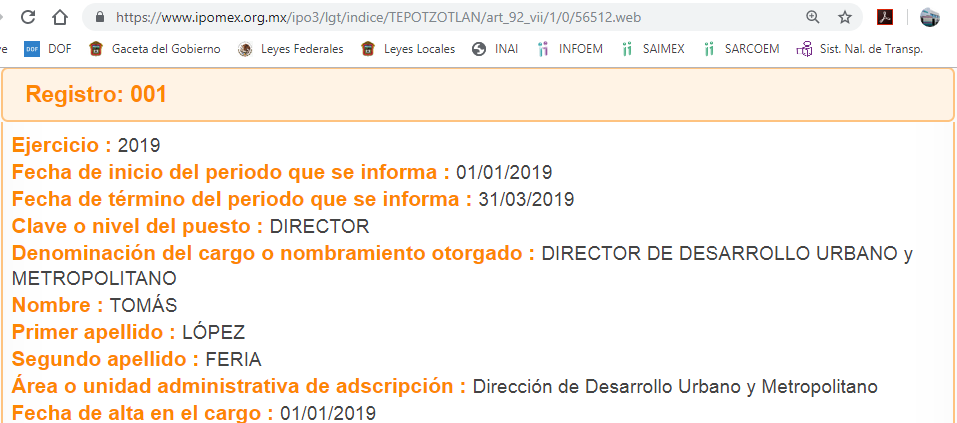 https://www.ipomex.org.mx/ipo3/lgt/indice/TEPOTZOTLAN/art_92_vii/1/0/56512.web
ve DOF Gaceta del Gobierno Leyes Federales Leyes Locales INAI INFOEM SAIMEX SARCOEM Sist. Nal. de Transp.
Registro: 001
Ejercicio : 2019
Fecha de inicio del periodo que se informa : 01/01/2019
Fecha de término del periodo que se informa : 31/03/2019
Clave o nivel del puesto : DIRECTOR
Denominación del cargo o nombramiento otorgado : DIRECTOR DE DESARROLLO URBANO y
METROPOLITANO
Nombre : TOMÁS
Primer apellido : LÓPEZ
Segundo apellido : FERIA
Área o unidad administrativa de adscripción : Dirección de Desarrollo Urbano y Metropolitano
Fecha de alta en el cargo : 01/01/2019